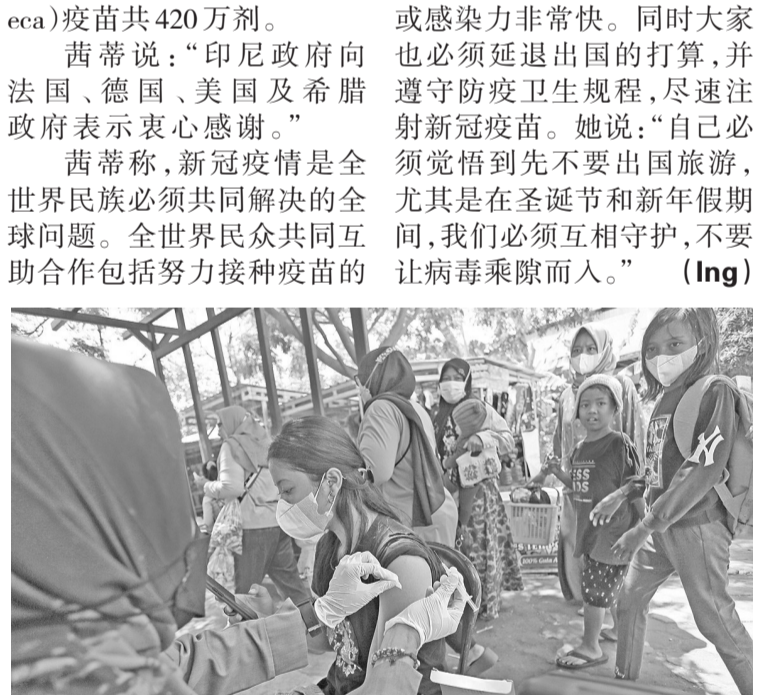 eca)疫苗共420万剂。
茜蒂说:“印尼政府向
法国、德国、美国及希腊
政府表示衷心感谢。”
茜蒂称,新冠疫情是全
世界民族必须共同解决的全
球问题。全世界民众共同互
助合作包括努力接种疫苗的
或感染力非常快。同时大家
也必须延退出国的打算,并
遵守防疫卫生规程,尽速注
射新冠疫苗。她说:“自己必
须觉悟到先不要出国旅游,
尤其是在圣诞节和新年假期
间,我们必须互相守护,不要
让病毒乘隙而入。” (lng)